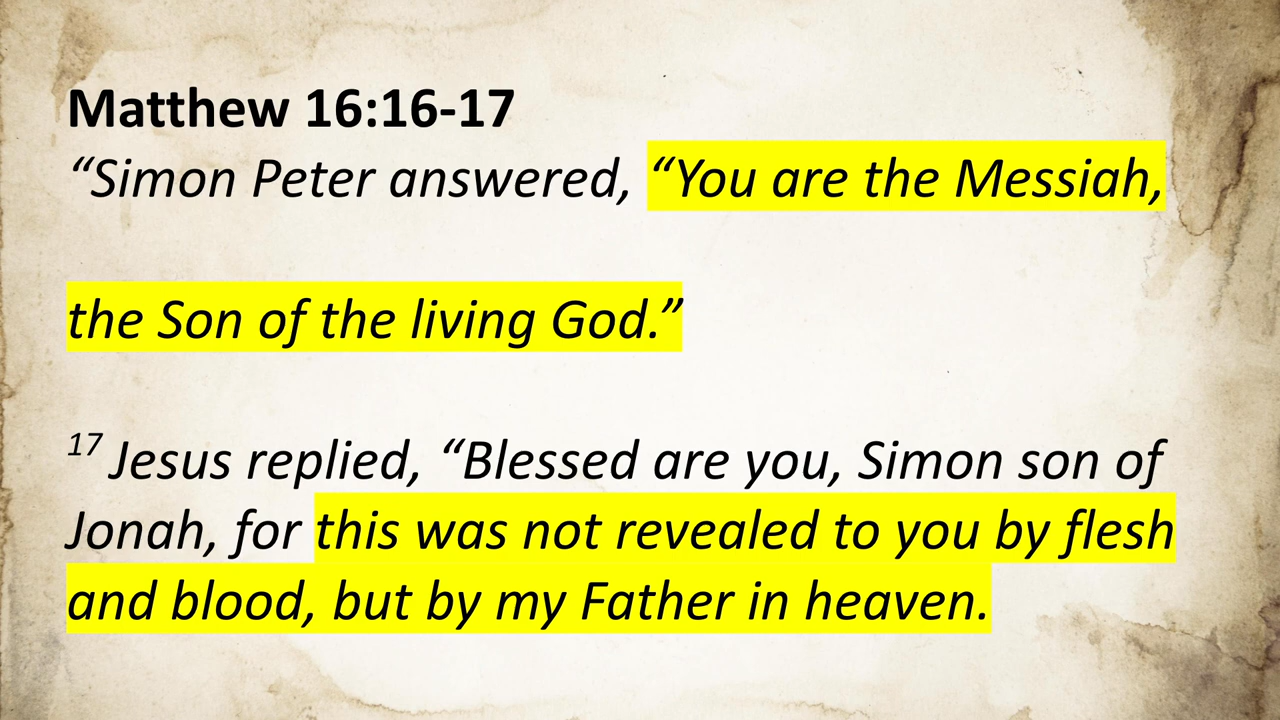 Matthew 16:16-17
“Simon Peter answered, “You are the Messiah,
the Son of the living God.”
17 Jesus replied, “Blessed are you, Simon son of
Jonah, for this was not revealed to you by flesh
and blood, but by my Father in heaven.